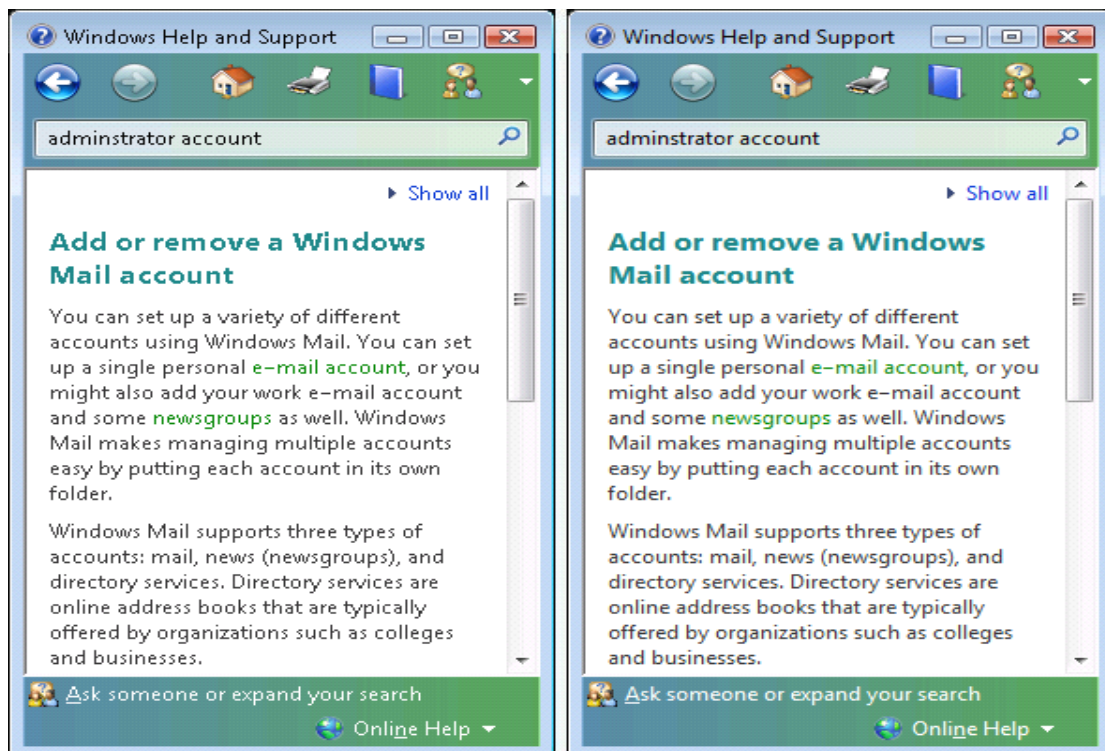 Windows Help and Support
adminstrator account
Show all
Add or remove a Windows
Mail account
You can set up a variety of different
accounts using Windows Mail. You can set
up a single personal e-mail account, or you
might also add your work e-mail account
and some newsgroups as well. Windows
Mail makes managing multiple accounts
easy by putting each account in its own
folder.
Windows Mail supports three types of
accounts: mail, news (newsgroups), and
directory services. Directory services are
online address books that are typically
offered by organizations such as colleges
and businesses.
Ask someone or expand your search
Online Help
Windows Help and Support
adminstrator account
Show all
Add or remove a Windows
Mail account
You can set up a variety of different
accounts using Windows Mail. You can set
up a single personal e-mail account, or you
might also add your work e-mail account
and some newsgroups as well. Windows
Mail makes managing multiple accounts
easy by putting each account in its own
folder.
Windows Mail supports three types of
accounts: mail, news (newsgroups), and
directory services. Directory services are
online address books that are typically
offered by organizations such as colleges
and businesses.
Ask someone or expand your search
Online Help